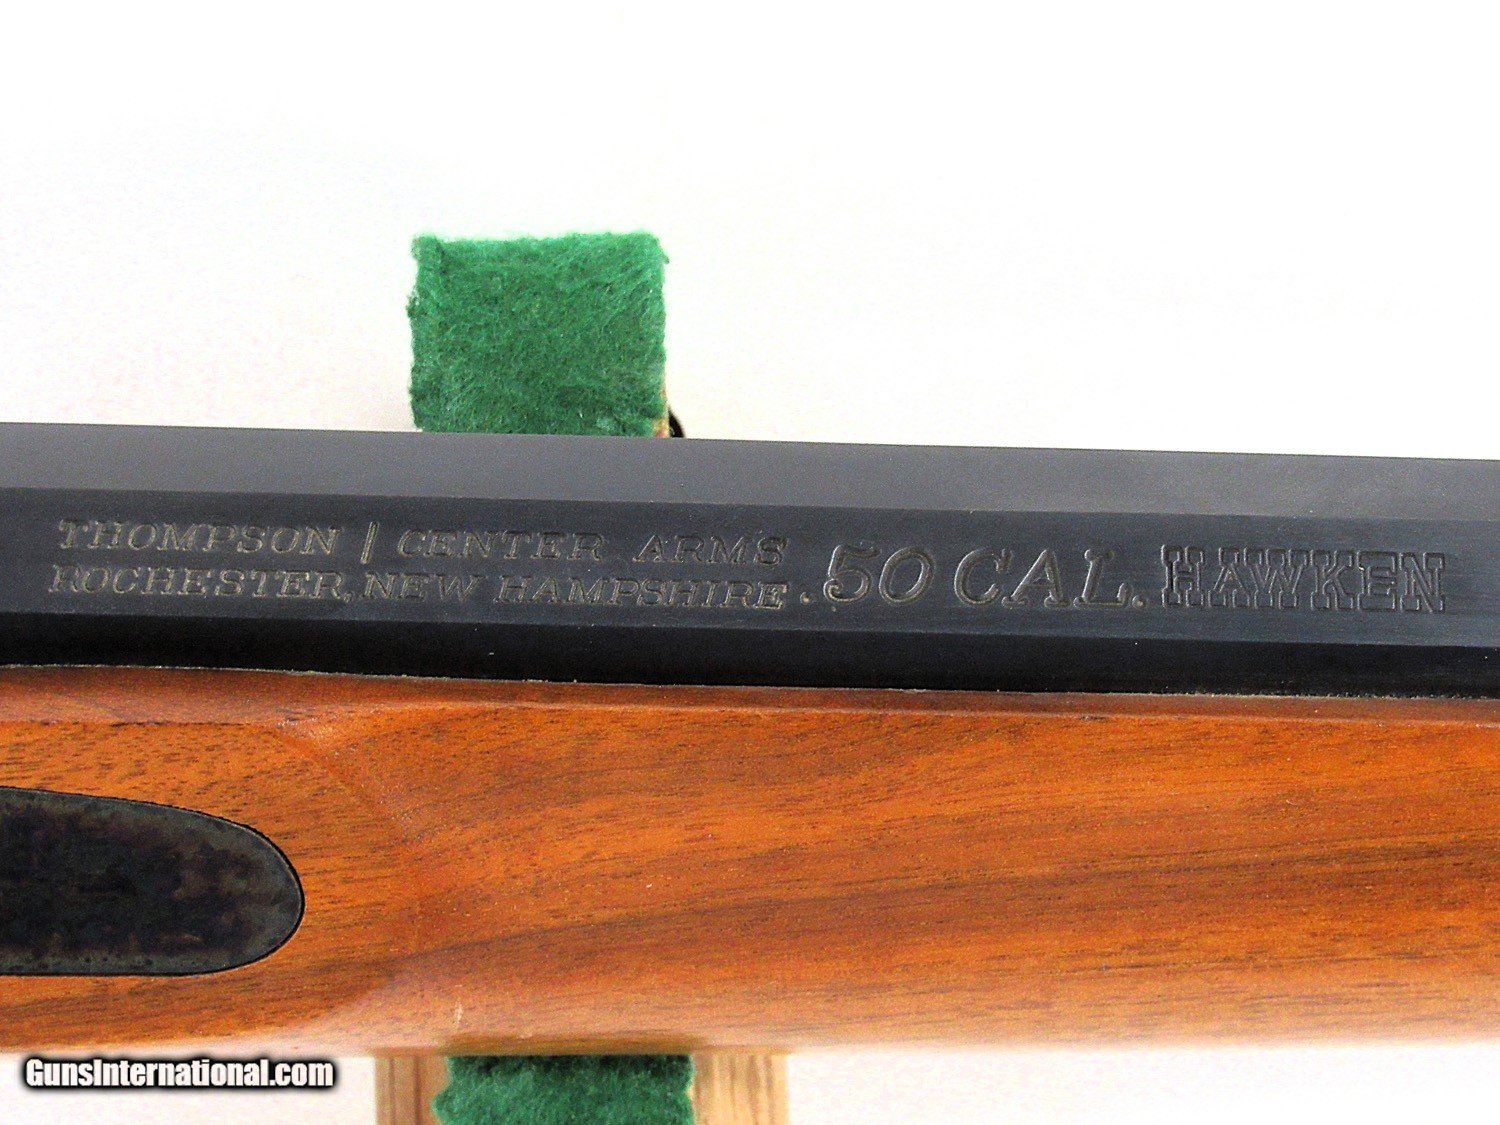 THOMPSON | CENTER ARMS
ROCHESTER, NEW HAMPSHIRE . .50 CAL. HAWKEN
GunsInternational.com